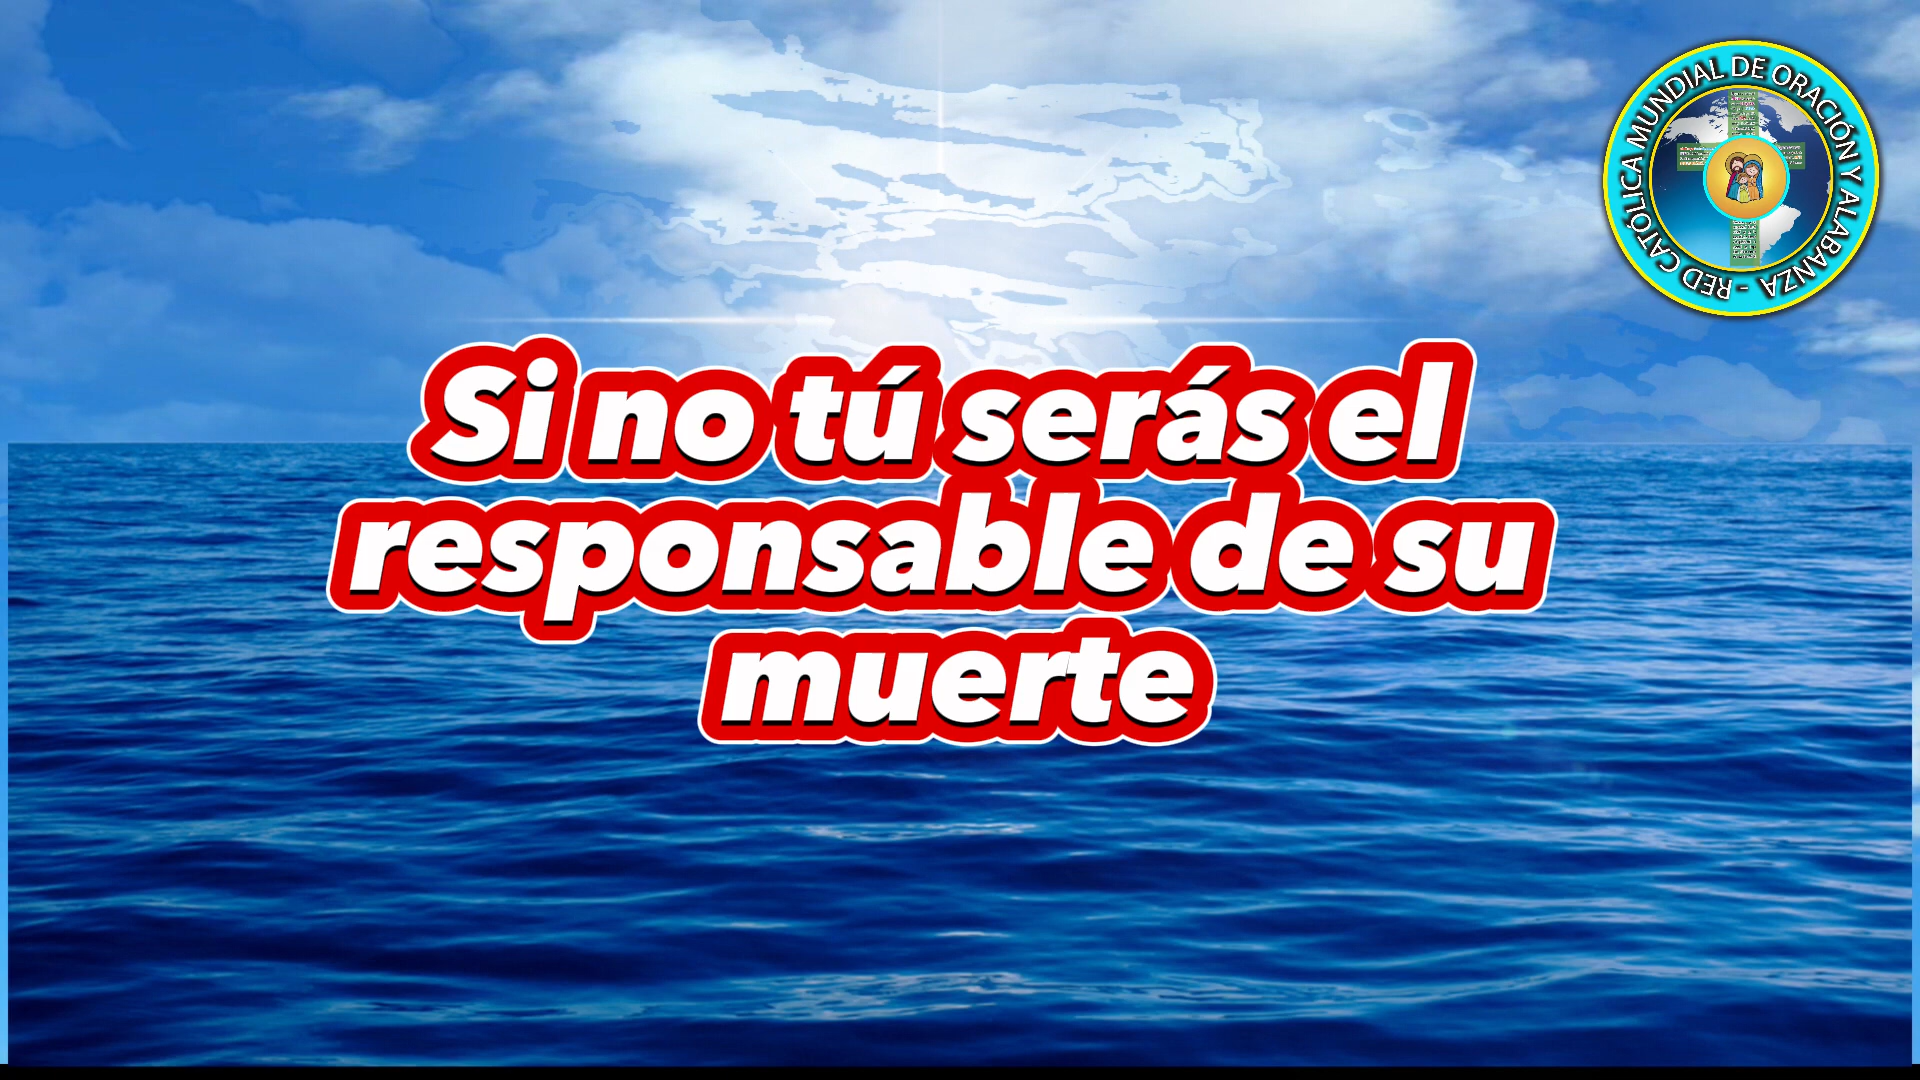 RED CATÓLICA MUNDIAL DE ORACIÓN Y ALABANZA -
Si no tú serás el
responsable de su
muerte